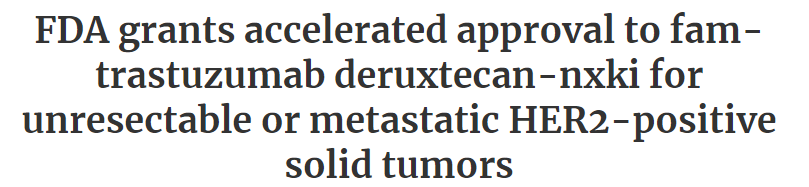 FDA grants accelerated approval to fam-
trastuzumab deruxtecan-nxki for
unresectable or metastatic HER2-positive
solid tumors